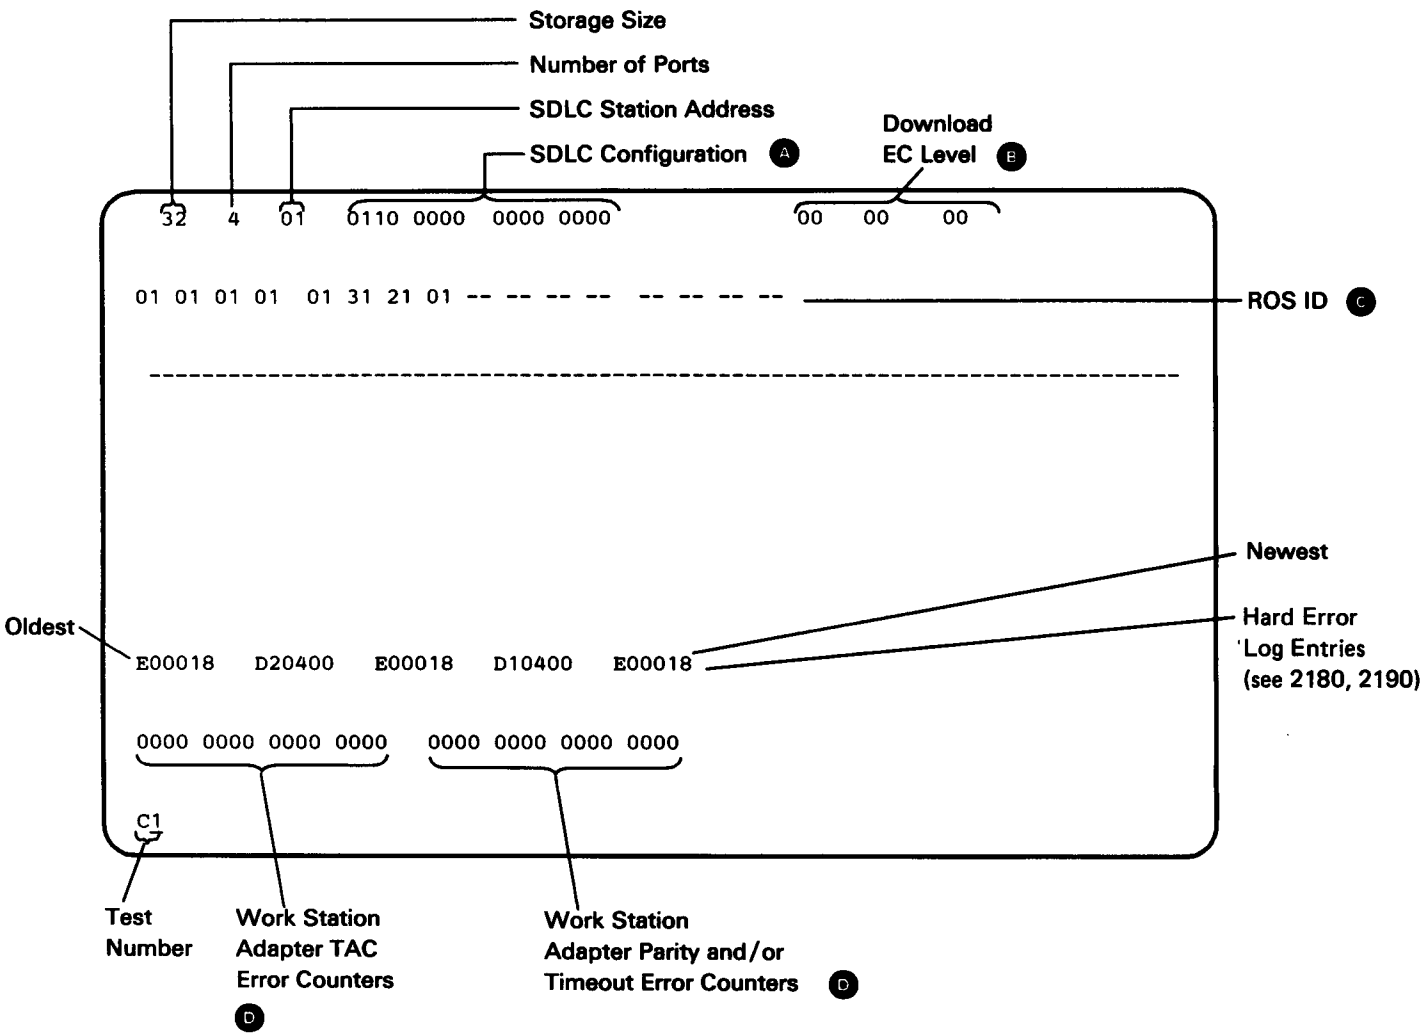 Storage Size
Number of Ports
SDLC Station Address
SDLC Configuration A
Download
EC Level B
32 4 01 0110 0000 0000 0000 00 00 00
01 01 01 01 01 31 21 01 -- -- -- -- -- -- -- --
ROS ID C
Newest
Oldest
Hard Error
Log Entries
(see 2180, 2190)
E00018 D20400 E00018 D10400 E00018
0000 0000 0000 0000 0000 0000 0000 0000
C1
Test
Number
Work Station
Adapter TAC
Error Counters
D
Work Station
Adapter Parity and/or
Timeout Error Counters D